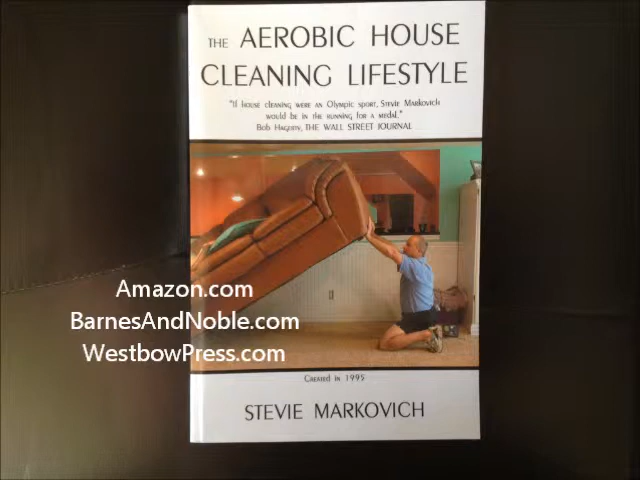 THE AEROBIC HOUSE
CLEANING LIFESTYLE
"If house cleaning were an Olympic sport, Stevie Markovich
would be in the running for a medal."
Bob Hagerty, THE WALL STREET JOURNAL
Amazon.com
BarnesAndNoble.com
WestbowPress.com
Created in 1995
STEVIE MARKOVICH